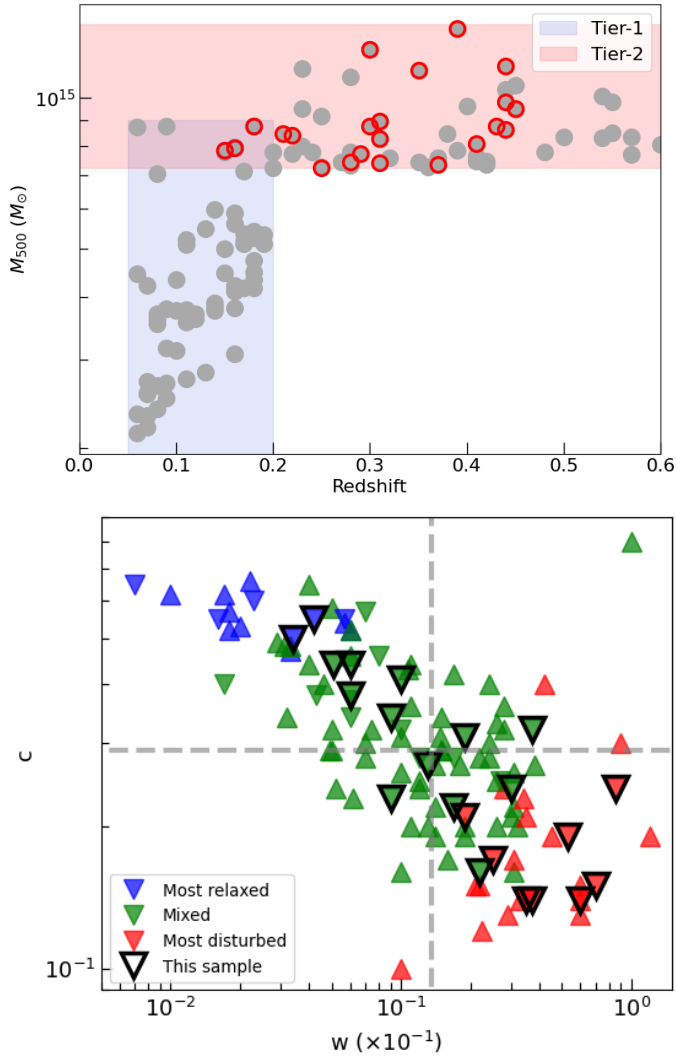 Tier-1
Tier-2
10^15
M_500 (M_⊙)
0.0 0.1 0.2 0.3 0.4 0.5 0.6
Redshift
c
10^-1
Most relaxed
Mixed
Most disturbed
This sample
10^-2 10^-1 10^0
w (×10^-1)